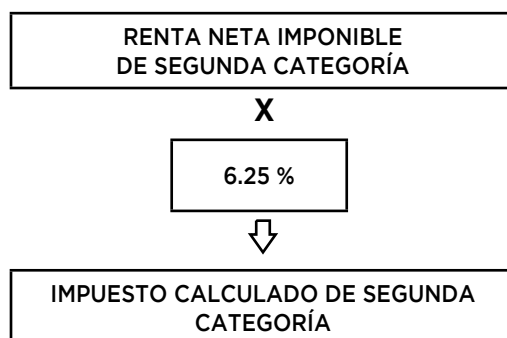 RENTA NETA IMPONIBLE
DE SEGUNDA CATEGORÍA
X
6.25 %
IMPUESTO CALCULADO DE SEGUNDA
CATEGORÍA